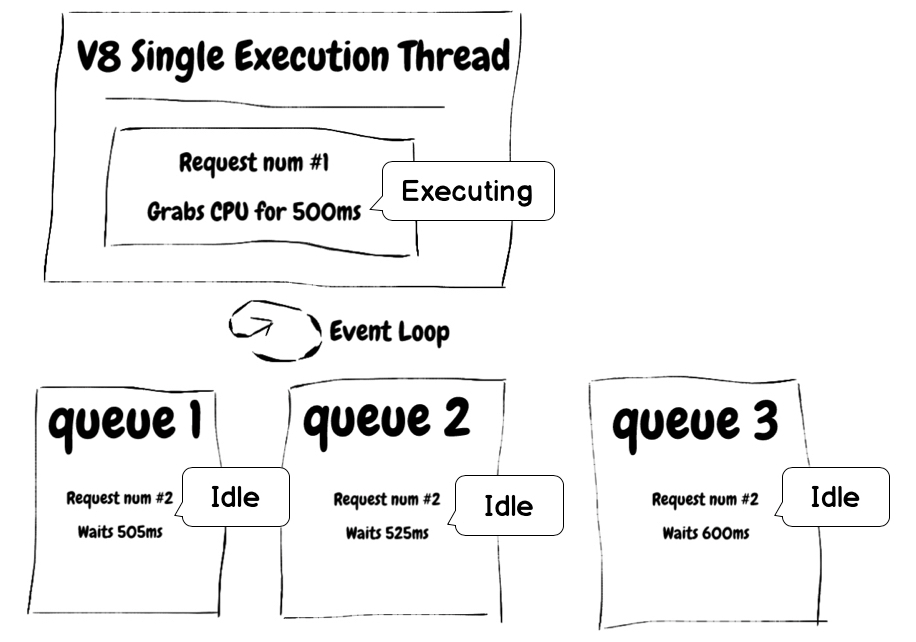 V8 Single Execution Thread
Request num #1
Grabs CPU for 500ms
Executing
Event Loop
queue 1
Request num #2
Waits 505ms
Idle
queue 2
Request num #2
Waits 525ms
Idle
queue 3
Request num #2
Waits 600ms
Idle